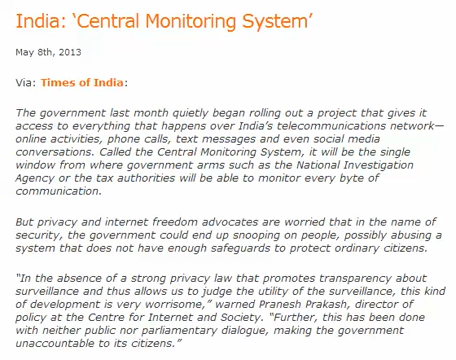 India: ‘Central Monitoring System’
May 8th, 2013
Via: Times of India:
The government last month quietly began rolling out a project that gives it
access to everything that happens over India’s telecommunications network—
online activities, phone calls, text messages and even social media
conversations. Called the Central Monitoring System, it will be the single
window from where government arms such as the National Investigation
Agency or the tax authorities will be able to monitor every byte of
communication.
But privacy and internet freedom advocates are worried that in the name of
security, the government could end up snooping on people, possibly abusing a
system that does not have enough safeguards to protect ordinary citizens.
“In the absence of a strong privacy law that promotes transparency about
surveillance and thus allows us to judge the utility of the surveillance, this kind
of development is very worrisome,” warned Pranesh Prakash, director of
policy at the Centre for Internet and Society. “Further, this has been done
with neither public nor parliamentary dialogue, making the government
unaccountable to its citizens.”